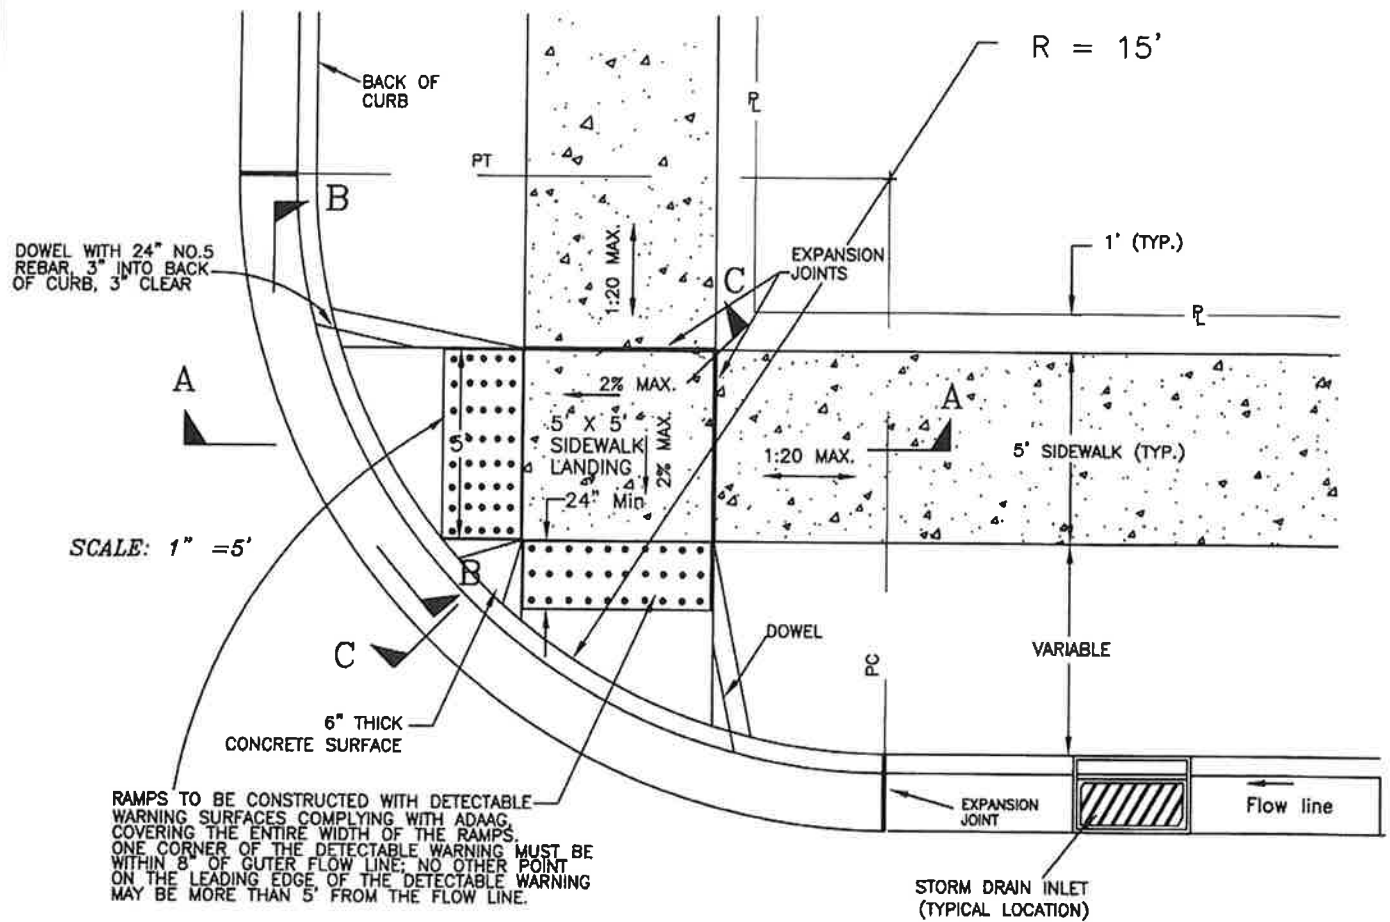 R = 15'
BACK OF
CURB
PL
PT
B
DOWEL WITH 24" NO.5
REBAR, 3" INTO BACK
OF CURB, 3" CLEAR
1:20 MAX.
EXPANSION
JOINTS
C
1' (TYP.)
PL
A
2% MAX.
5' X 5'
SIDEWALK
LANDING
2% MAX.
5'
24" Min
A
1:20 MAX.
5' SIDEWALK (TYP.)
SCALE: 1" =5'
B
C
DOWEL
PC
VARIABLE
6" THICK
CONCRETE SURFACE
RAMPS TO BE CONSTRUCTED WITH DETECTABLE
WARNING SURFACES COMPLYING WITH ADAAG,
COVERING THE ENTIRE WIDTH OF THE RAMPS.
ONE CORNER OF THE DETECTABLE WARNING MUST BE
WITHIN 8" OF GUTER FLOW LINE; NO OTHER POINT
ON THE LEADING EDGE OF THE DETECTABLE WARNING
MAY BE MORE THAN 5' FROM THE FLOW LINE.
EXPANSION
JOINT
Flow line
STORM DRAIN INLET
(TYPICAL LOCATION)